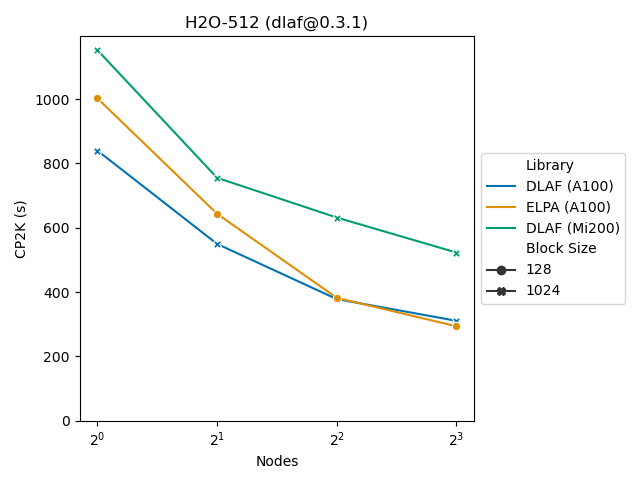 H2O-512 (dlaf@0.3.1)
CP2K (s)
1000
800
600
400
200
0
2^0 2^1 2^2 2^3
Nodes
Library
DLAF (A100)
ELPA (A100)
DLAF (Mi200)
Block Size
128
1024